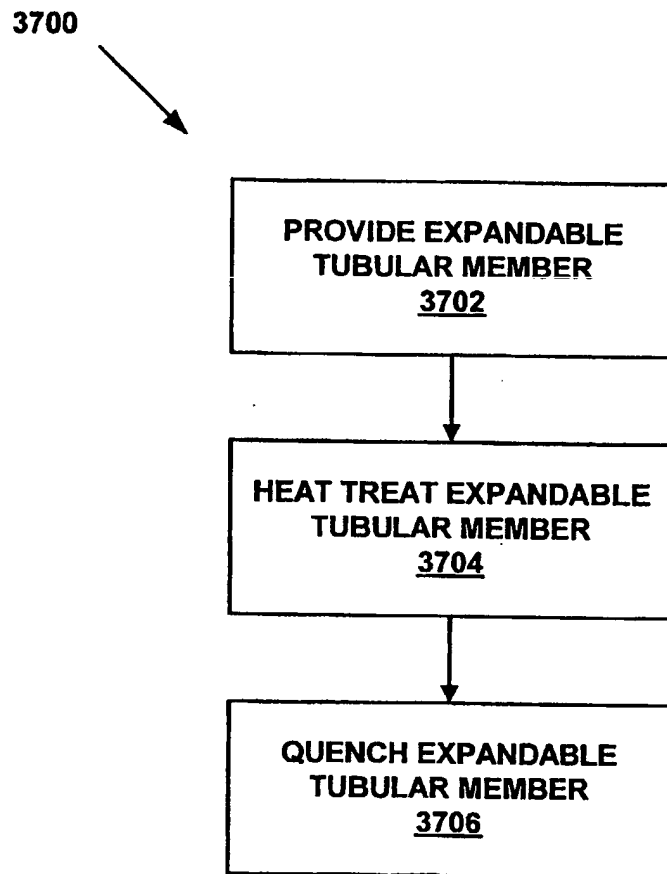 3700
PROVIDE EXPANDABLE
TUBULAR MEMBER
3702
HEAT TREAT EXPANDABLE
TUBULAR MEMBER
3704
QUENCH EXPANDABLE
TUBULAR MEMBER
3706